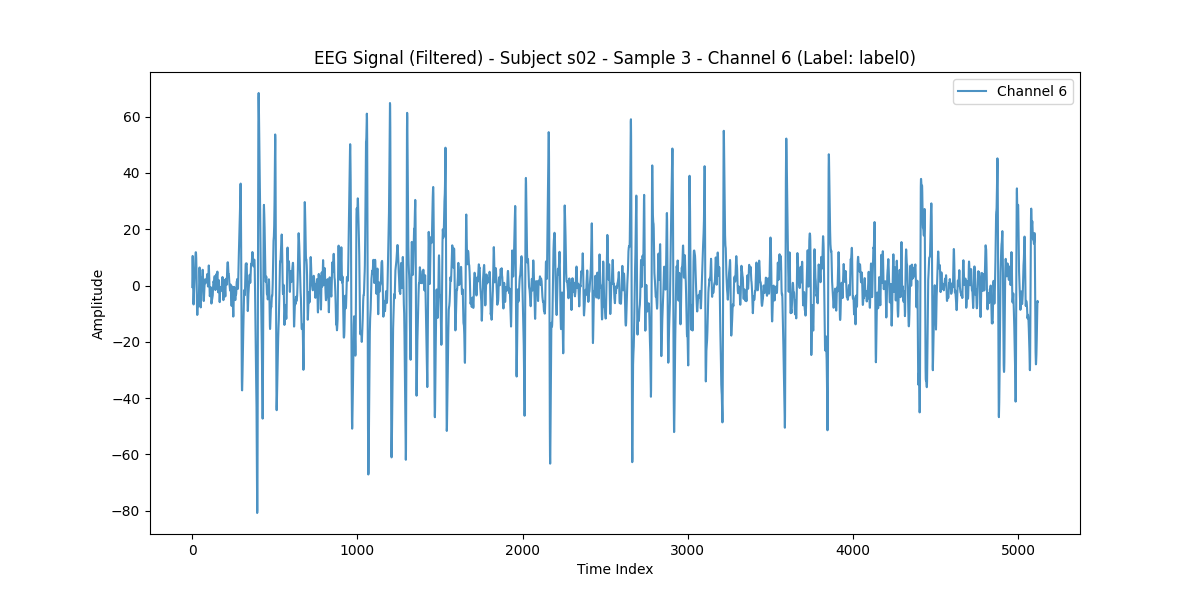 EEG Signal (Filtered) - Subject s02 - Sample 3 - Channel 6 (Label: label0)
Channel 6
60
40
20
0
−20
−40
−60
−80
Amplitude
0 1000 2000 3000 4000 5000
Time Index